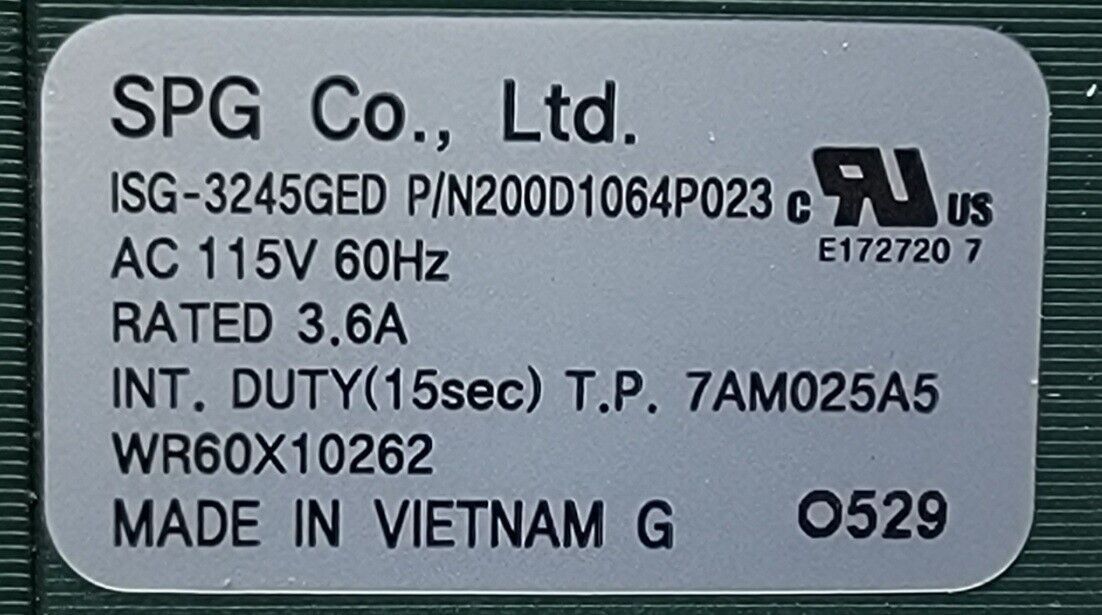 SPG Co., Ltd.
ISG-3245GED P/N200D1064P023 c RU US
AC 115V 60Hz E172720 7
RATED 3.6A
INT. DUTY(15sec) T.P. 7AM025A5
WR60X10262
MADE IN VIETNAM G O529